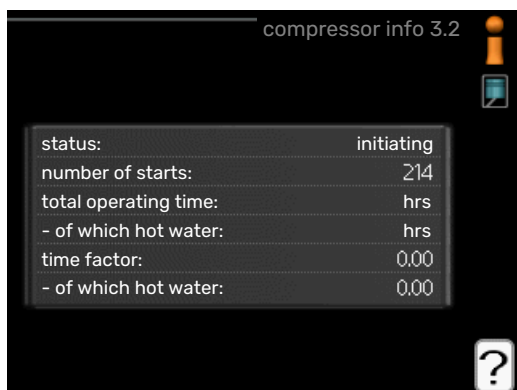 compressor info 3.2
status: initiating
number of starts: 214
total operating time: hrs
- of which hot water: hrs
time factor: 0,00
- of which hot water: 0,00
?